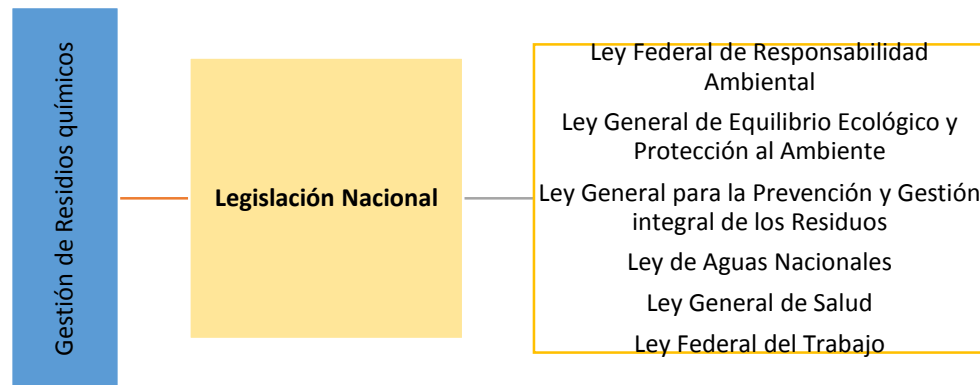 Gestión de Residios químicos
Legislación Nacional
Ley Federal de Responsabilidad
Ambiental
Ley General de Equilibrio Ecológico y
Protección al Ambiente
Ley General para la Prevención y Gestión
integral de los Residuos
Ley de Aguas Nacionales
Ley General de Salud
Ley Federal del Trabajo